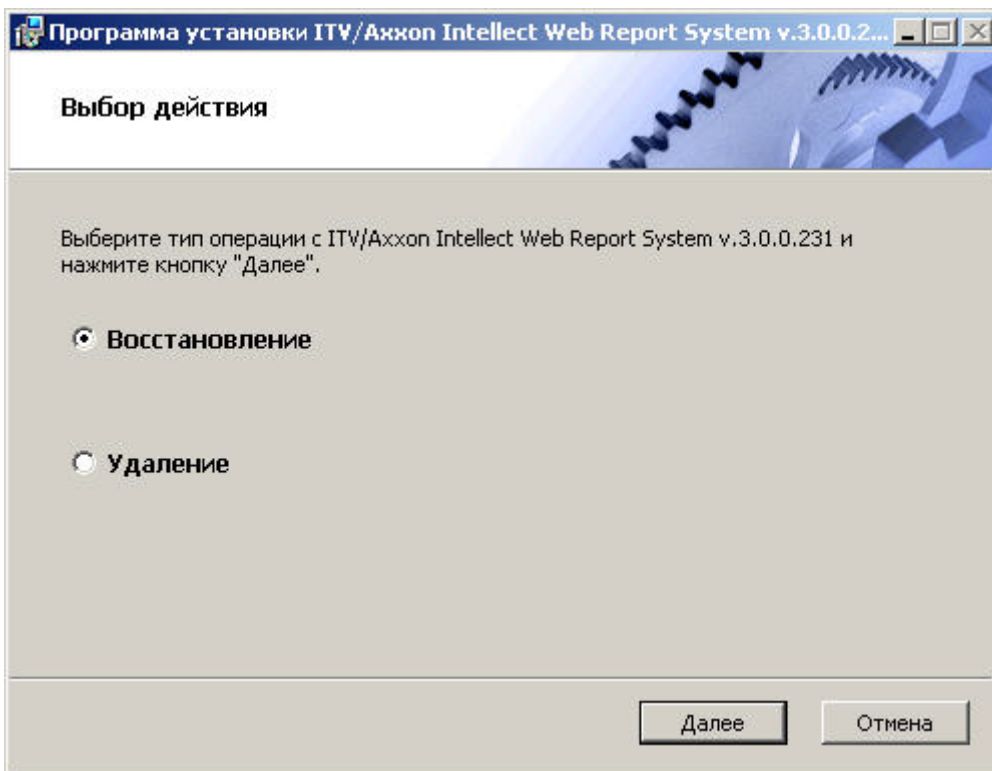 Программа установки ITV/Axxon Intellect Web Report System v.3.0.0.2...
Выбор действия
Выберите тип операции с ITV/Axxon Intellect Web Report System v.3.0.0.231 и
нажмите кнопку "Далее".
Восстановление
Удаление
Далее
Отмена